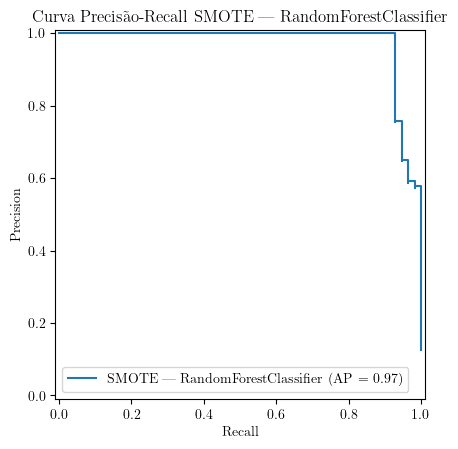 Curva Precisão-Recall SMOTE — RandomForestClassifier
1.0
0.8
0.6
0.4
0.2
0.0
Precision
SMOTE — RandomForestClassifier (AP = 0.97)
0.0 0.2 0.4 0.6 0.8 1.0
Recall